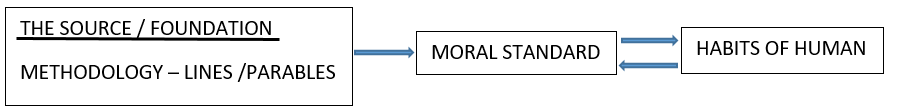 THE SOURCE / FOUNDATION
METHODOLOGY – LINES /PARABLES
MORAL STANDARD
HABITS OF HUMAN